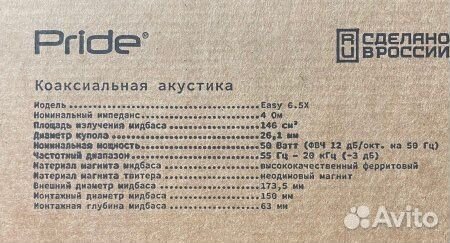 Pride®
СДЕЛАНО
В РОССИИ
Коаксиальная акустика
Модель Easy 6.5X
Номинальный импеданс 4 Ом
Площадь излучения мидбаса 146 см²
Диаметр купола 26,1 мм
Номинальная мощность 50 Ватт (ФВЧ 12 дБ/окт. на 50 Гц)
Частотный диапазон 55 Гц – 20 кГц (-3 дБ)
Материал магнита мидбаса высококачественный ферритовый
Материал магнита твитера неодиновый магнит
Внешний диаметр мидбаса 173,5 мм
Монтажный диаметр мидбаса 150 мм
Монтажная глубина мидбаса 63 мм
Avito